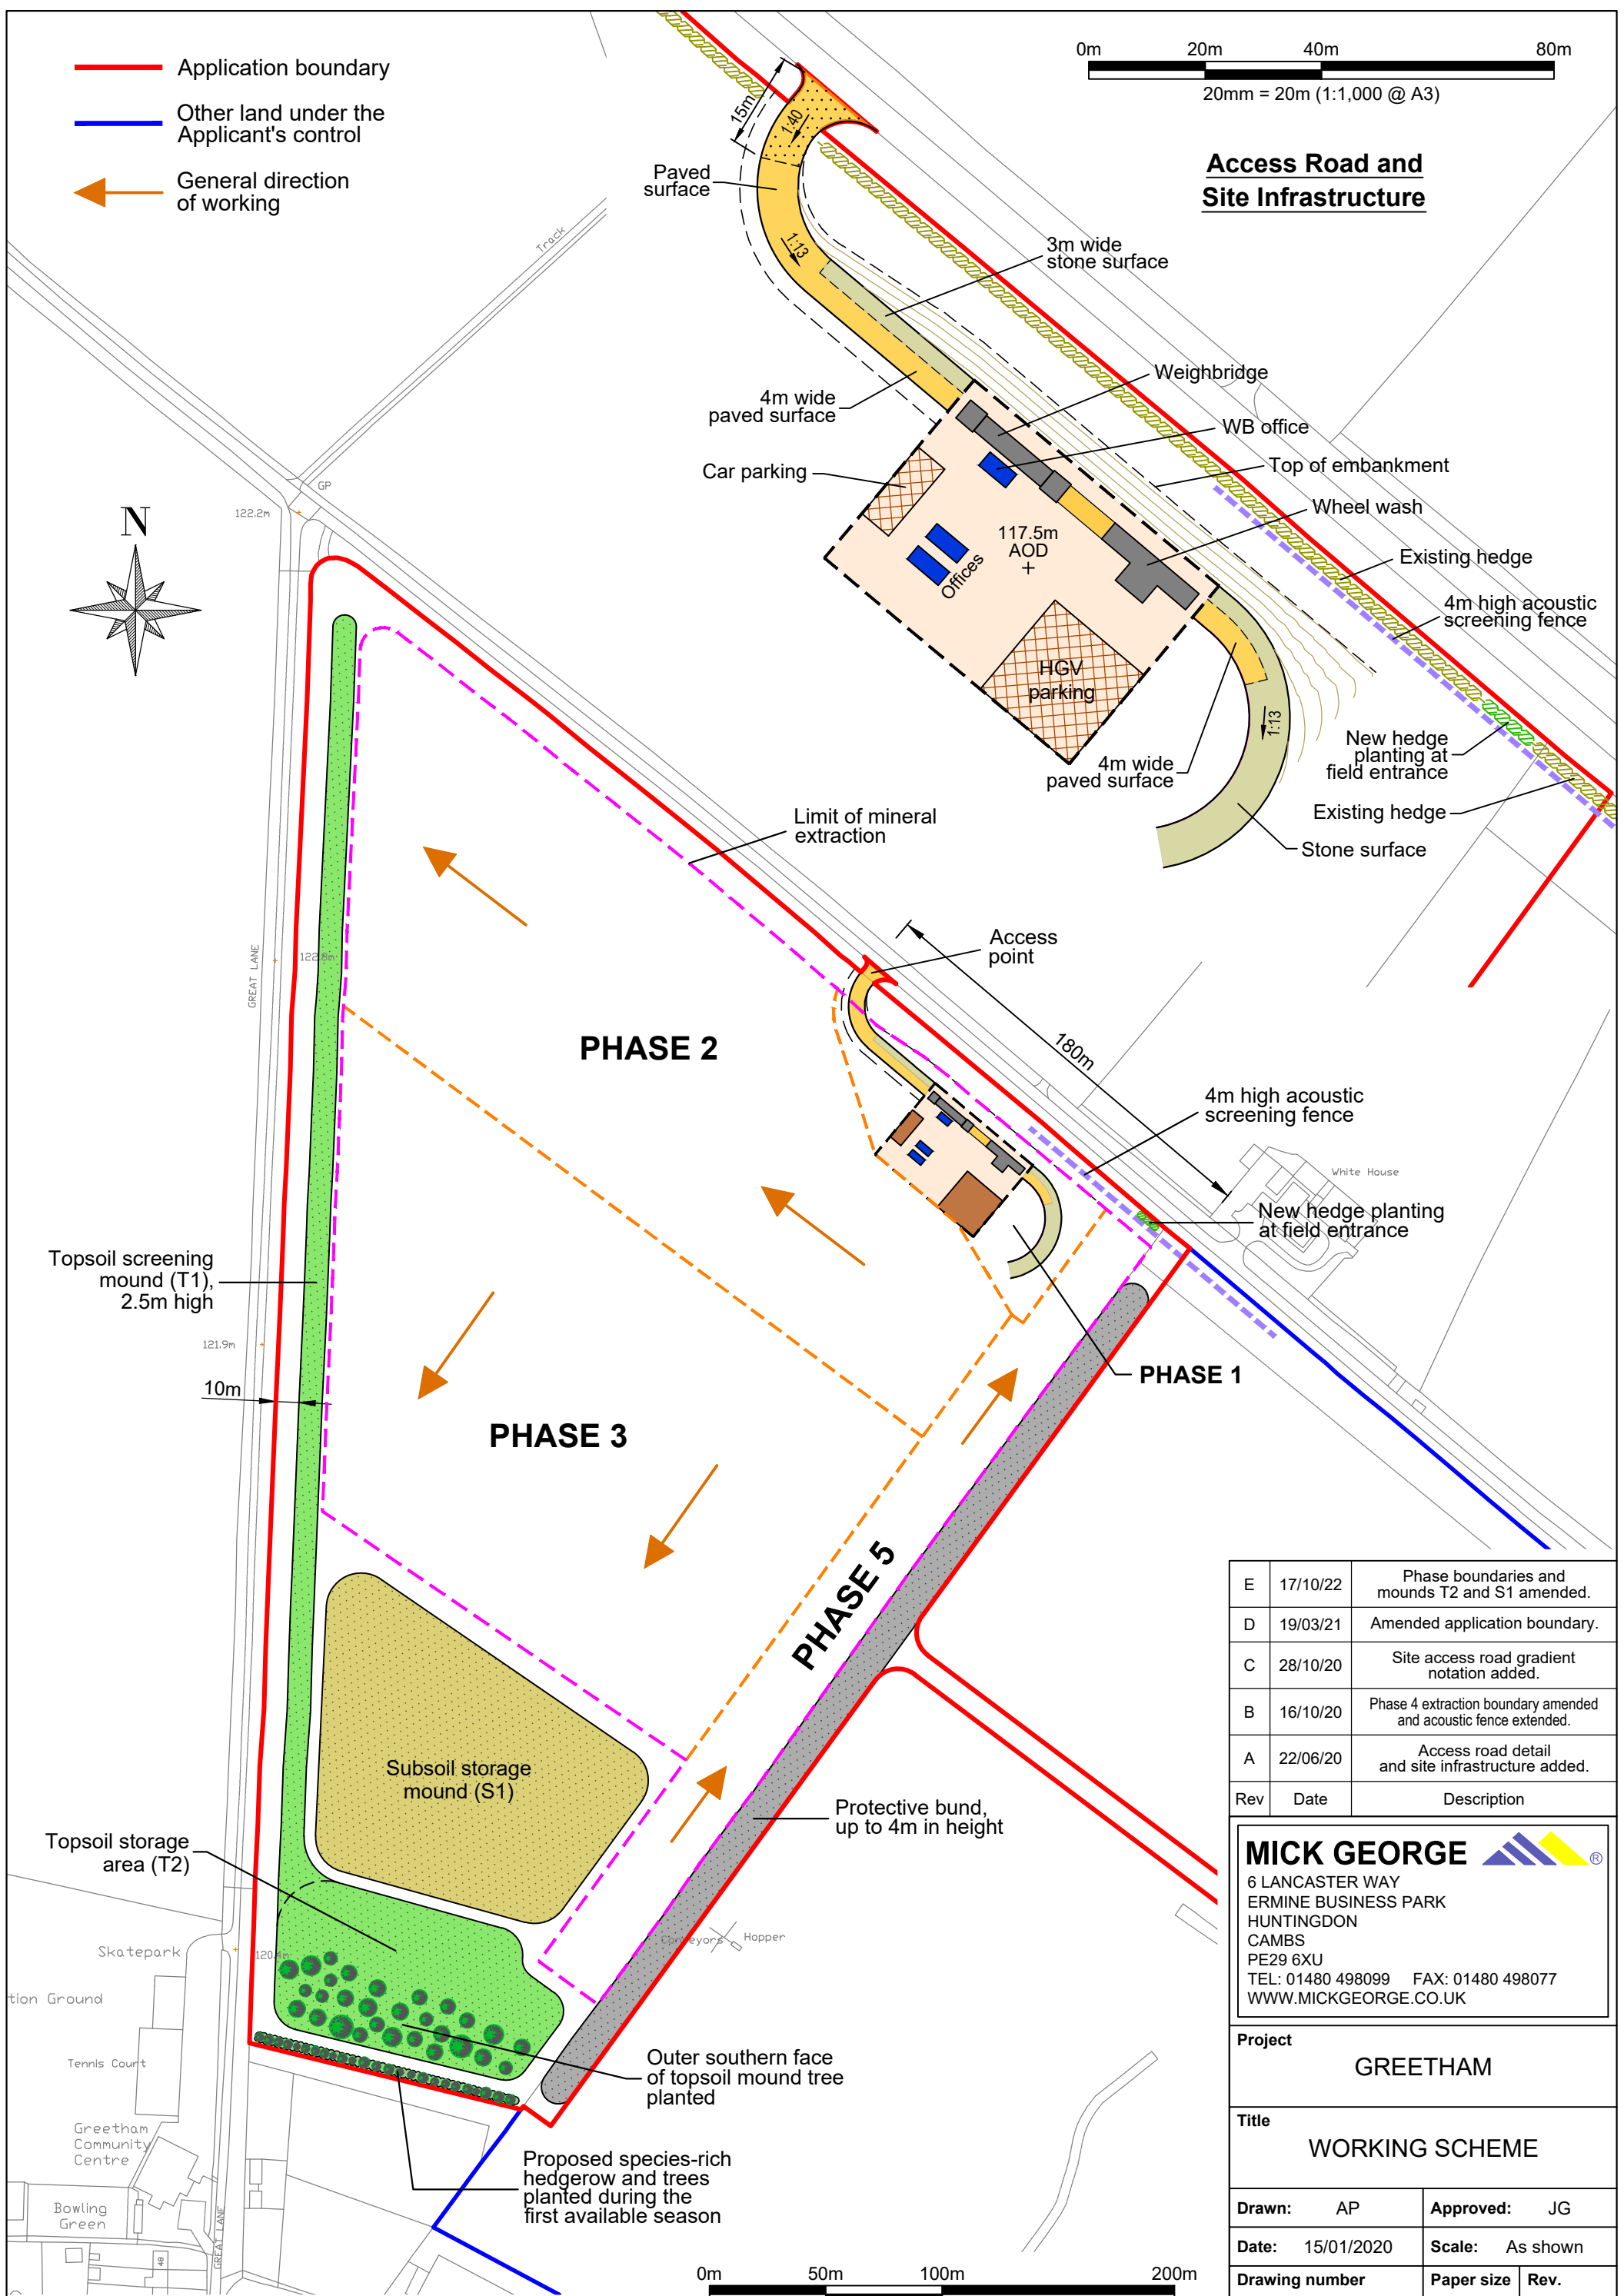 Application boundary
Other land under the
Applicant's control
General direction
of working
0m 20m 40m 80m
20mm = 20m (1:1,000 @ A3)
Access Road and
Site Infrastructure
15m
1:40
Paved
surface
1:13
3m wide
stone surface
4m wide
paved surface
Weighbridge
WB office
Car parking
Top of embankment
Wheel wash
117.5m
AOD
Offices
Existing hedge
4m high acoustic
screening fence
HGV
parking
1:13
4m wide
paved surface
New hedge
planting at
field entrance
Existing hedge
Stone surface
Track
GP
122.2m
N
Limit of mineral
extraction
GREAT LANE
122.8m
Access
point
180m
PHASE 2
4m high acoustic
screening fence
White House
New hedge planting
at field entrance
Topsoil screening
mound (T1),
2.5m high
121.9m
10m
PHASE 1
PHASE 3
PHASE 5
Subsoil storage
mound (S1)
Protective bund,
up to 4m in height
Topsoil storage
area (T2)
Conveyors
Hopper
Skatepark
120.4m
tion Ground
Tennis Court
Outer southern face
of topsoil mound tree
planted
Greetham
Community
Centre
Proposed species-rich
hedgerow and trees
planted during the
first available season
Bowling
Green
GREAT LANE
48
0m 50m 100m 200m
E 17/10/22 Phase boundaries and
mounds T2 and S1 amended.
D 19/03/21 Amended application boundary.
C 28/10/20 Site access road gradient
notation added.
B 16/10/20 Phase 4 extraction boundary amended
and acoustic fence extended.
A 22/06/20 Access road detail
and site infrastructure added.
Rev Date Description
MICK GEORGE ®
6 LANCASTER WAY
ERMINE BUSINESS PARK
HUNTINGDON
CAMBS
PE29 6XU
TEL: 01480 498099 FAX: 01480 498077
WWW.MICKGEORGE.CO.UK
Project
GREETHAM
Title
WORKING SCHEME
Drawn: AP Approved: JG
Date: 15/01/2020 Scale: As shown
Drawing number Paper size Rev.